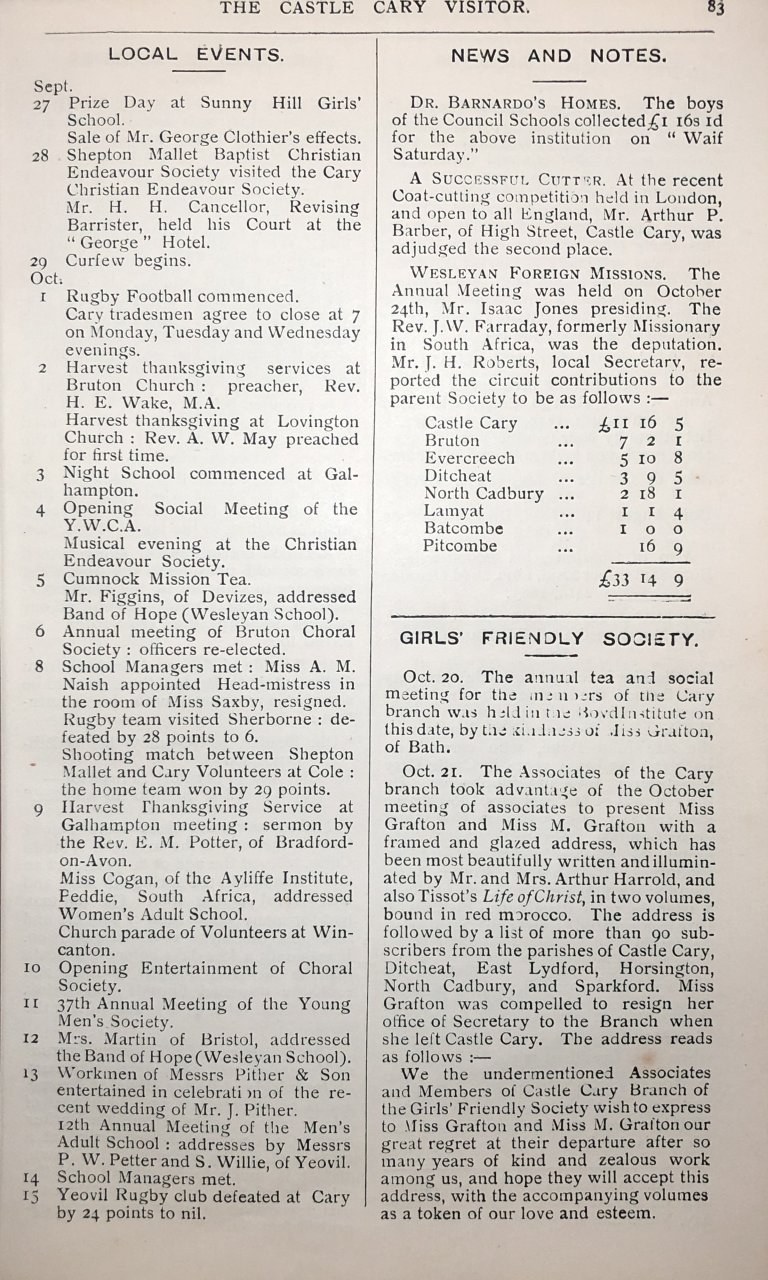 THE CASTLE CARY VISITOR. 83
LOCAL EVENTS.
Sept.
27 Prize Day at Sunny Hill Girls'
School.
Sale of Mr. George Clothier's effects.
28 Shepton Mallet Baptist Christian
Endeavour Society visited the Cary
Christian Endeavour Society.
Mr. H. H. Cancellor, Revising
Barrister, held his Court at the
"George" Hotel.
29 Curfew begins.
Oct.
1 Rugby Football commenced.
Cary tradesmen agree to close at 7
on Monday, Tuesday and Wednesday
evenings.
2 Harvest thanksgiving services at
Bruton Church : preacher, Rev.
H. E. Wake, M.A.
Harvest thanksgiving at Lovington
Church : Rev. A. W. May preached
for first time.
3 Night School commenced at Gal-
hampton.
4 Opening Social Meeting of the
Y.W.C.A.
Musical evening at the Christian
Endeavour Society.
5 Cumnock Mission Tea.
Mr. Figgins, of Devizes, addressed
Band of Hope (Wesleyan School).
6 Annual meeting of Bruton Choral
Society : officers re-elected.
8 School Managers met : Miss A. M.
Naish appointed Head-mistress in
the room of Miss Saxby, resigned.
Rugby team visited Sherborne : de-
feated by 28 points to 6.
Shooting match between Shepton
Mallet and Cary Volunteers at Cole :
the home team won by 29 points.
9 Harvest Thanksgiving Service at
Galhampton meeting : sermon by
the Rev. E. M. Potter, of Bradford-
on-Avon.
Miss Cogan, of the Ayliffe Institute,
Peddie, South Africa, addressed
Women's Adult School.
Church parade of Volunteers at Win-
canton.
10 Opening Entertainment of Choral
Society.
11 37th Annual Meeting of the Young
Men's Society.
12 Mrs. Martin of Bristol, addressed
the Band of Hope (Wesleyan School).
13 Workmen of Messrs Pither & Son
entertained in celebration of the re-
cent wedding of Mr. J. Pither.
12th Annual Meeting of the Men's
Adult School : addresses by Messrs
P. W. Petter and S. Willie, of Yeovil.
14 School Managers met.
15 Yeovil Rugby club defeated at Cary
by 24 points to nil.
NEWS AND NOTES.
DR. BARNARDO'S HOMES. The boys
of the Council Schools collected £1 16s 1d
for the above institution on "Waif
Saturday."
A SUCCESSFUL CUTTER. At the recent
Coat-cutting competition held in London,
and open to all England, Mr. Arthur P.
Barber, of High Street, Castle Cary, was
adjudged the second place.
WESLEYAN FOREIGN MISSIONS. The
Annual Meeting was held on October
24th, Mr. Isaac Jones presiding. The
Rev. J.W. Farraday, formerly Missionary
in South Africa, was the deputation.
Mr. J. H. Roberts, local Secretary, re-
ported the circuit contributions to the
parent Society to be as follows :—
Castle Cary ... £11 16 5
Bruton ... 7 2 1
Evercreech ... 5 10 8
Ditcheat ... 3 9 5
North Cadbury ... 2 18 1
Lamyat ... 1 1 4
Batcombe ... 1 0 0
Pitcombe ... 16 9
£33 14 9
GIRLS' FRIENDLY SOCIETY.
Oct. 20. The annual tea and social
meeting for the members of the Cary
branch was held in the Boyd Institute on
this date, by the kindness of Miss Grafton,
of Bath.
Oct. 21. The Associates of the Cary
branch took advantage of the October
meeting of associates to present Miss
Grafton and Miss M. Grafton with a
framed and glazed address, which has
been most beautifully written and illumin-
ated by Mr. and Mrs. Arthur Harrold, and
also Tissot's Life of Christ, in two volumes,
bound in red morocco. The address is
followed by a list of more than 90 sub-
scribers from the parishes of Castle Cary,
Ditcheat, East Lydford, Horsington,
North Cadbury, and Sparkford. Miss
Grafton was compelled to resign her
office of Secretary to the Branch when
she left Castle Cary. The address reads
as follows :—
We the undermentioned Associates
and Members of Castle Cary Branch of
the Girls' Friendly Society wish to express
to Miss Grafton and Miss M. Grafton our
great regret at their departure after so
many years of kind and zealous work
among us, and hope they will accept this
address, with the accompanying volumes
as a token of our love and esteem.